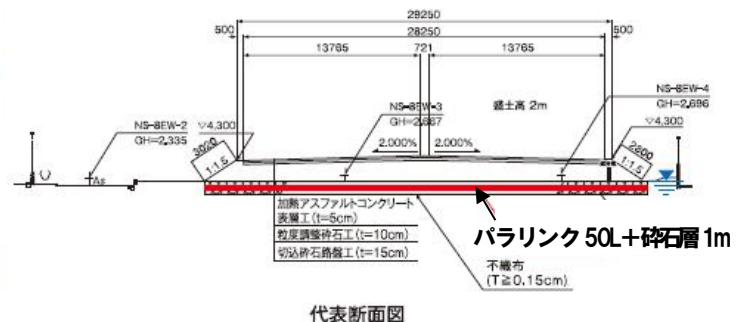 29250
500
28250
500
13765
721
13765
NS-8EW-4
GH=2.696
NS-8EW-3
GH=2.667
盛土高 2m
NS-8EW-2
GH=2.335
▽4,300
▽4,300
3020
1:1.5
2.000%
2.000%
2200
1:1.5
As
加熱アスファルトコンクリート
表層工(t=5cm)
粒度調整砕石工(t=10cm)
切込砕石路盤工(t=15cm)
パラリンク 50L+砕石層 1m
不織布
(T≧0.15cm)
代表断面図